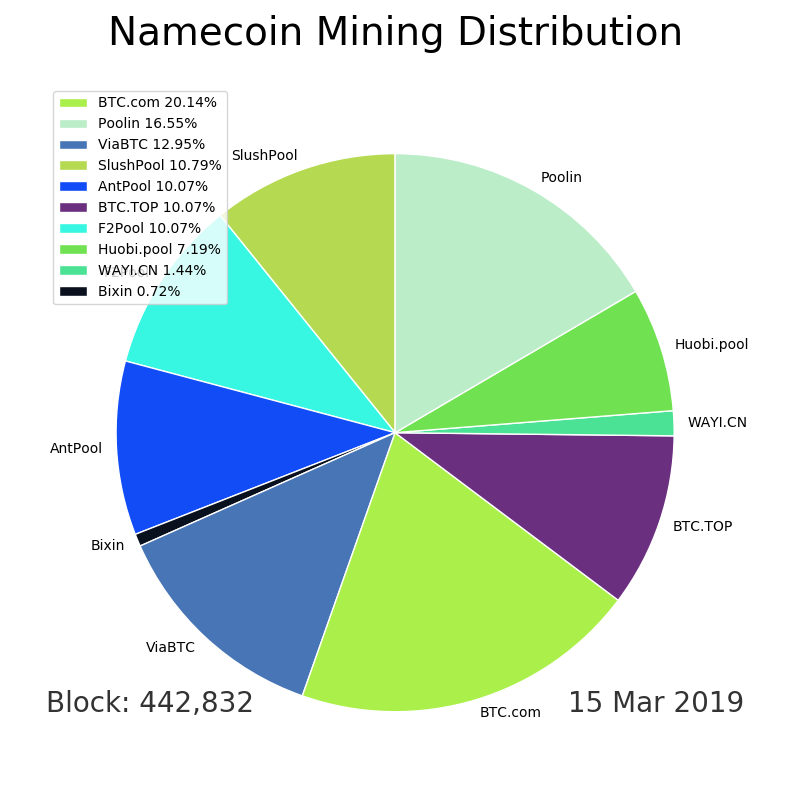 Namecoin Mining Distribution
BTC.com 20.14%
Poolin 16.55%
ViaBTC 12.95%
SlushPool 10.79%
AntPool 10.07%
BTC.TOP 10.07%
F2Pool 10.07%
Huobi.pool 7.19%
WAYI.CN 1.44%
Bixin 0.72%
SlushPool
Poolin
Huobi.pool
WAYI.CN
AntPool
BTC.TOP
Bixin
ViaBTC
BTC.com
Block: 442,832
15 Mar 2019